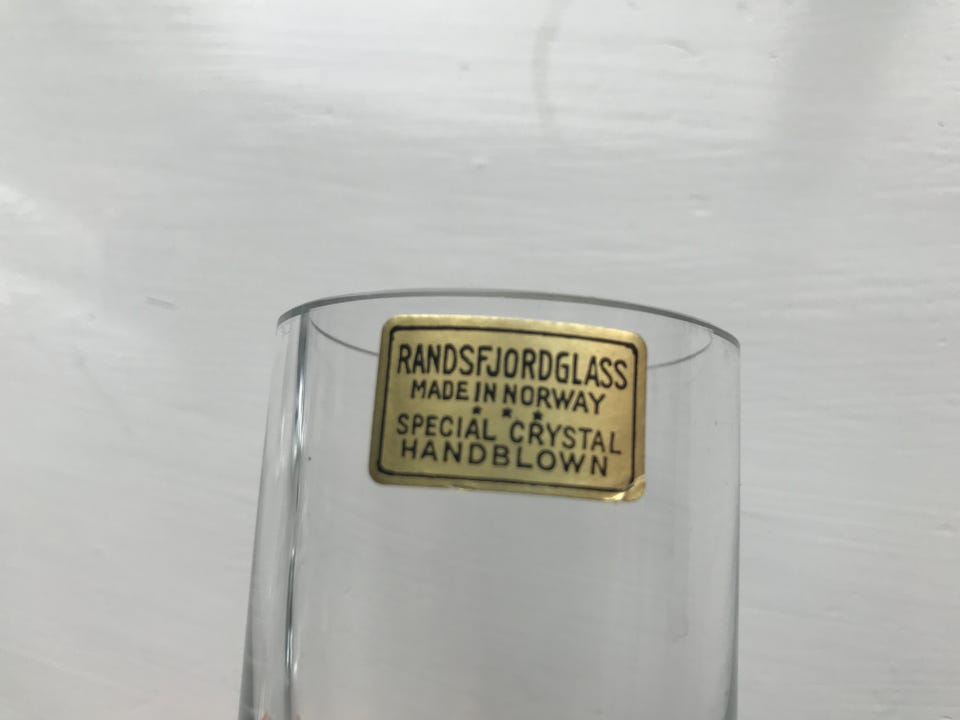 RANDSFJORDGLASS
MADE IN NORWAY
★ ★ ★
SPECIAL CRYSTAL
HANDBLOWN